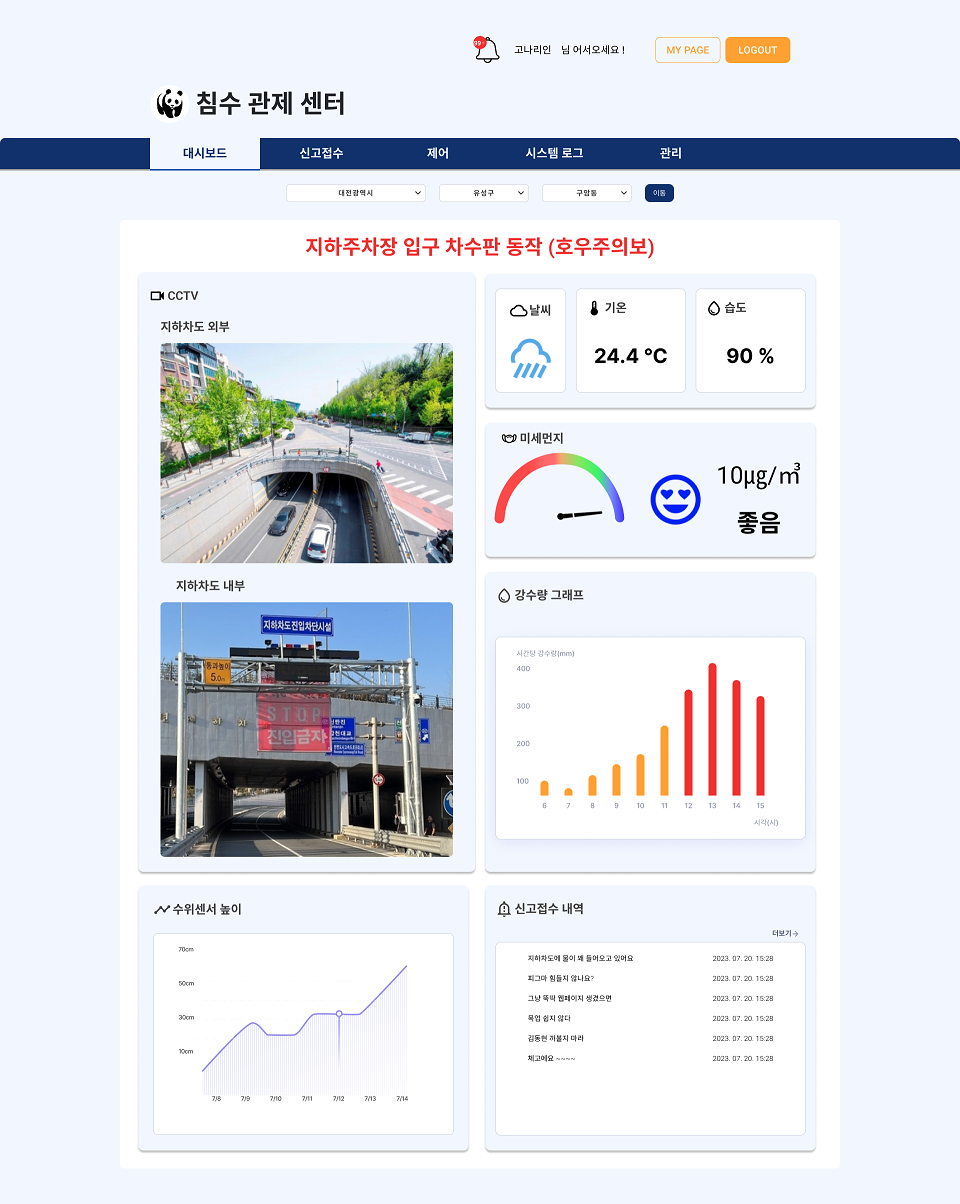 99+
고나리인 님 어서오세요 !
MY PAGE
LOGOUT
침수 관제 센터
대시보드
신고접수
제어
시스템 로그
관리
대전광역시
유성구
구암동
이동
지하주차장 입구 차수판 동작 (호우주의보)
CCTV
지하차도 외부
지하차도 내부
지하차도진입차단시설
통과높이
5.0m
STOP
진입금지
날씨
기온
24.4 ℃
습도
90 %
미세먼지
10μg/㎥
좋음
강수량 그래프
시간당 강수량(mm)
400
300
200
100
6 7 8 9 10 11 12 13 14 15
시각(시)
수위센서 높이
70cm
50cm
30cm
10cm
7/8 7/9 7/10 7/11 7/12 7/13 7/14
신고접수 내역
더보기
지하차도에 물이 꽤 들어오고 있어요 2023. 07. 20. 15:28
피그마 힘들지 않나요? 2023. 07. 20. 15:28
그냥 뚝딱 웹페이지 생겼으면 2023. 07. 20. 15:28
목업 쉽지 않다 2023. 07. 20. 15:28
김동현 까불지 마라 2023. 07. 20. 15:28
체고에요 ~~~~ 2023. 07. 20. 15:28